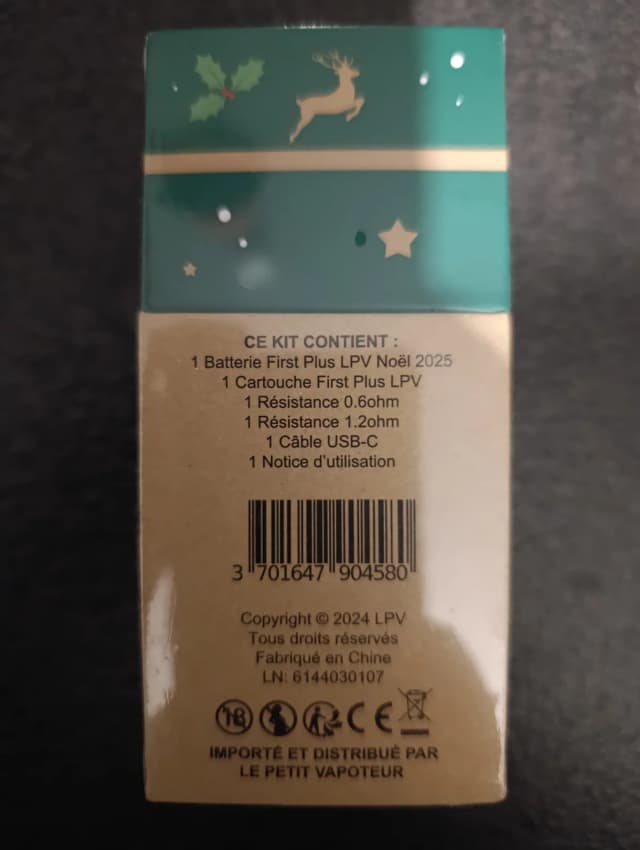 CE KIT CONTIENT :
1 Batterie First Plus LPV Noël 2025
1 Cartouche First Plus LPV
1 Résistance 0.6ohm
1 Résistance 1.2ohm
1 Câble USB-C
1 Notice d'utilisation
3 701647 904580
Copyright © 2024 LPV
Tous droits réservés
Fabriqué en Chine
LN: 6144030107
18 CE
IMPORTÉ ET DISTRIBUÉ PAR
LE PETIT VAPOTEUR